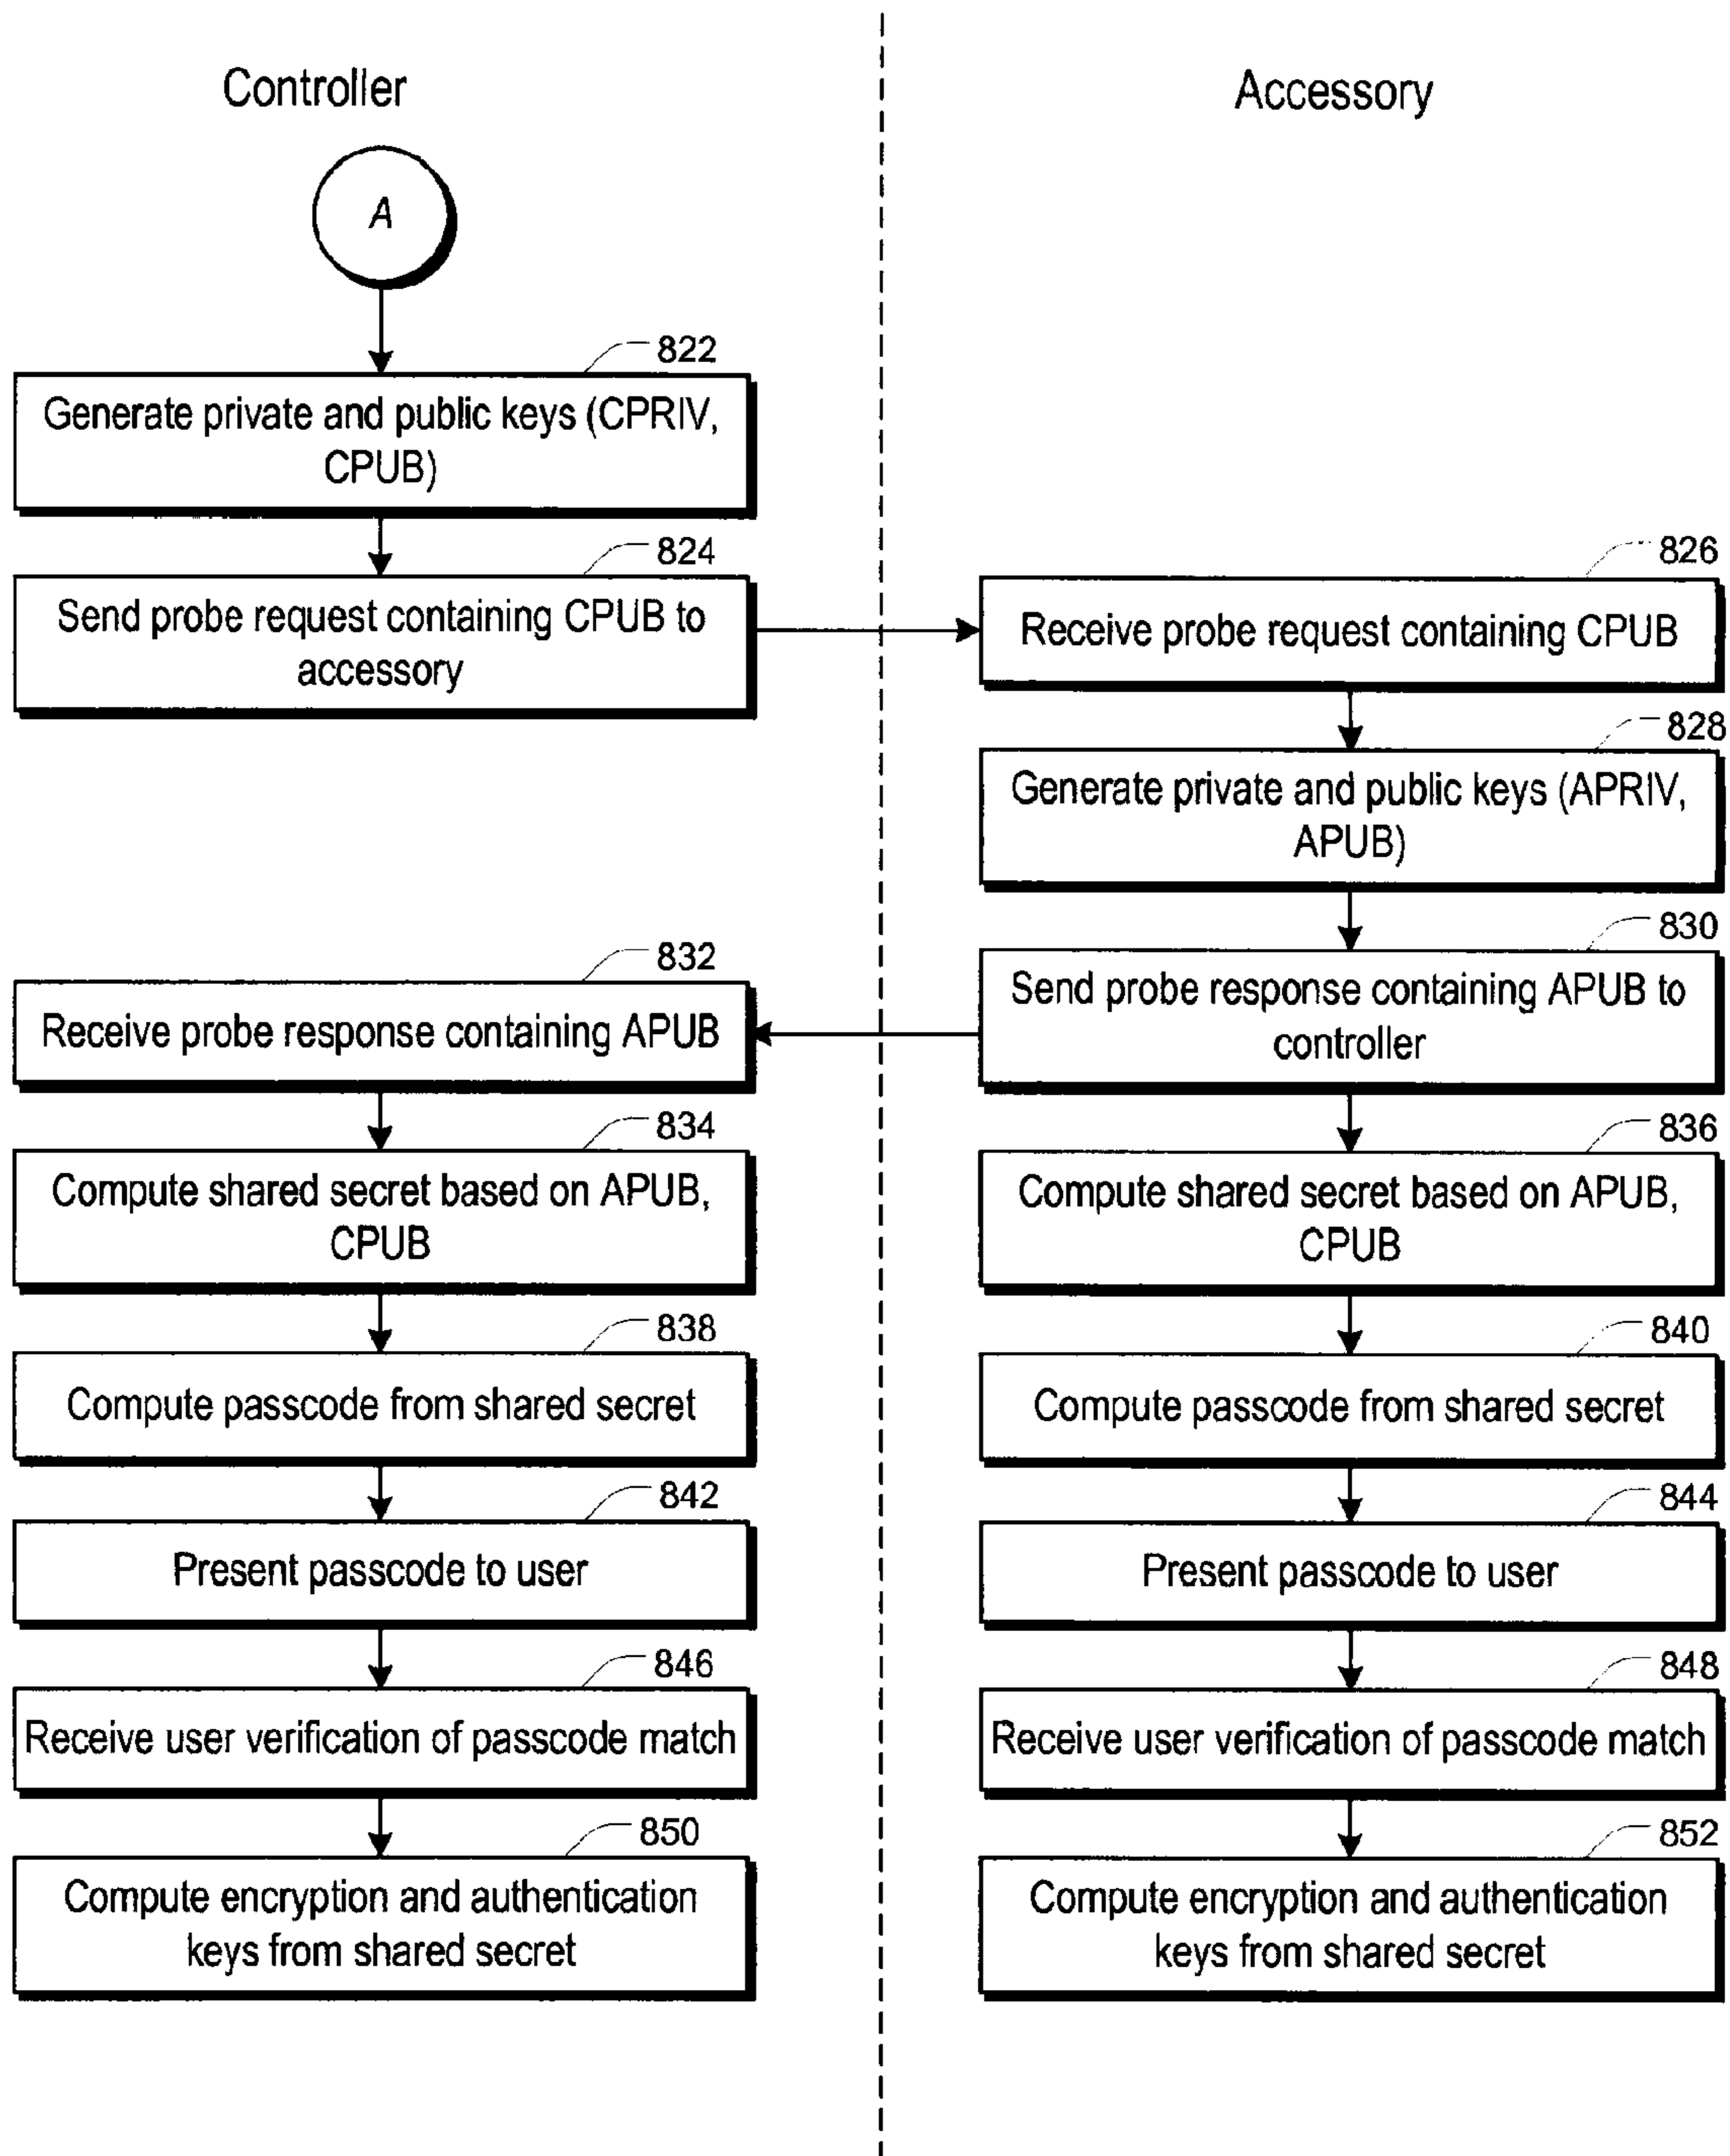 Controller
Accessory
A
822
Generate private and public keys (CPRIV,
CPUB)
824
Send probe request containing CPUB to
accessory
826
Receive probe request containing CPUB
828
Generate private and public keys (APRIV,
APUB)
830
Send probe response containing APUB to
controller
832
Receive probe response containing APUB
834
Compute shared secret based on APUB,
CPUB
836
Compute shared secret based on APUB,
CPUB
838
Compute passcode from shared secret
840
Compute passcode from shared secret
842
Present passcode to user
844
Present passcode to user
846
Receive user verification of passcode match
848
Receive user verification of passcode match
850
Compute encryption and authentication
keys from shared secret
852
Compute encryption and authentication
keys from shared secret